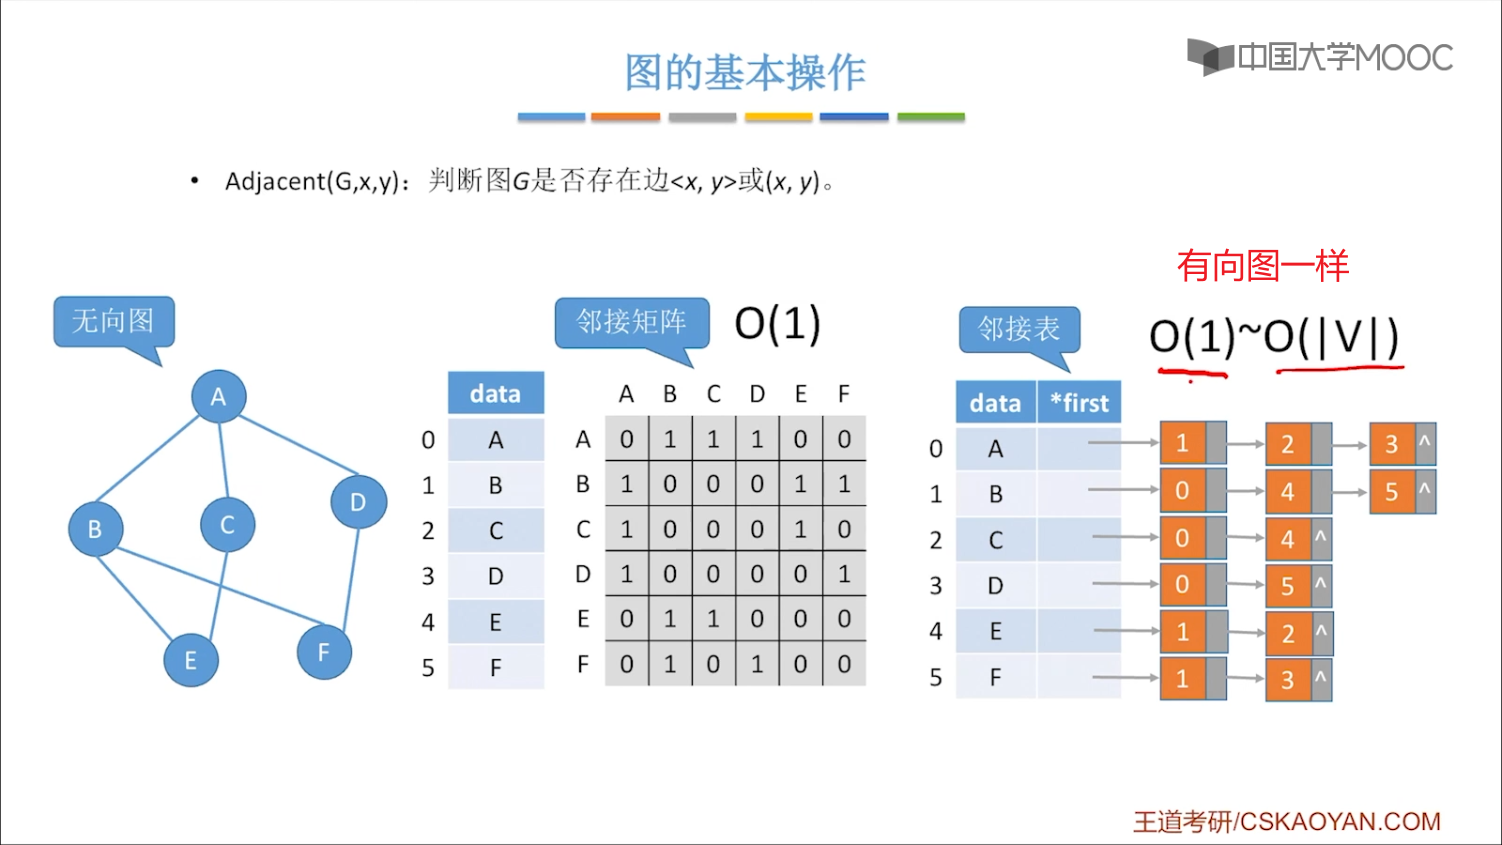 中国大学MOOC
图的基本操作
• Adjacent(G,x,y)：判断图G是否存在边<x, y>或(x, y)。
有向图一样
无向图
邻接矩阵 O(1)
邻接表 O(1)~O(|V|)
A
B
C
D
E
F
data
0 A
1 B
2 C
3 D
4 E
5 F
A B C D E F
A 0 1 1 1 0 0
B 1 0 0 0 1 1
C 1 0 0 0 1 0
D 1 0 0 0 0 1
E 0 1 1 0 0 0
F 0 1 0 1 0 0
data *first
0 A 1 2 3 ^
1 B 0 4 5 ^
2 C 0 4 ^
3 D 0 5 ^
4 E 1 2 ^
5 F 1 3 ^
王道考研/CSKAOYAN.COM